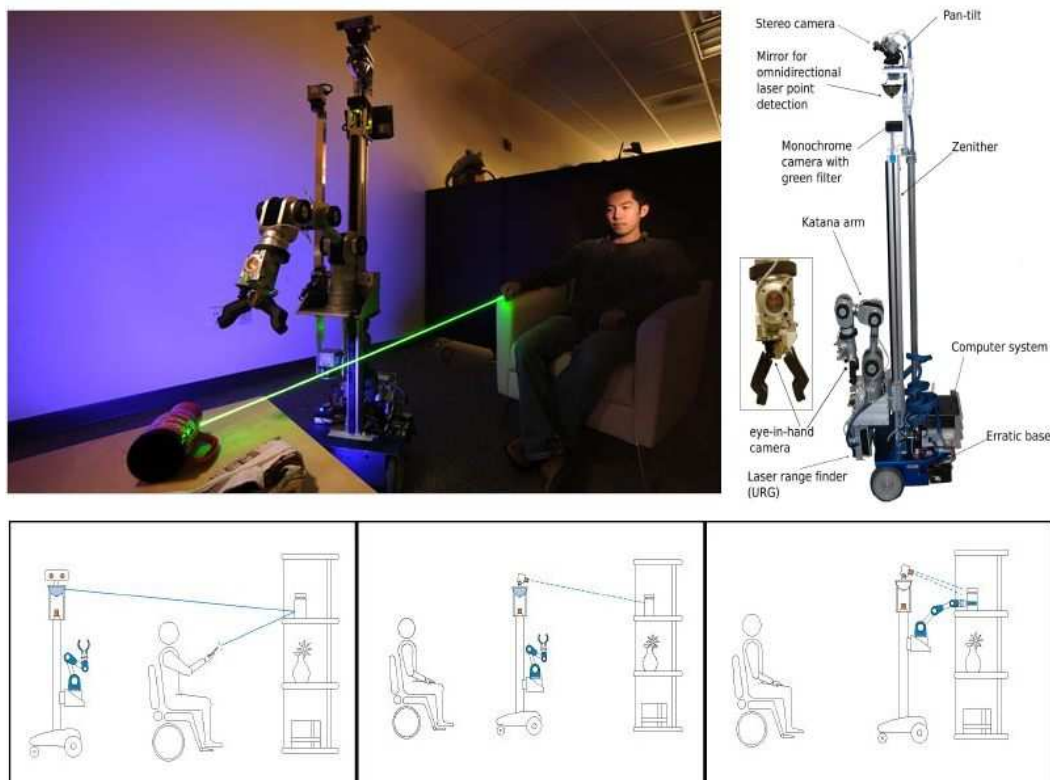 Stereo camera
Pan-tilt
Mirror for
omnidirectional
laser point
detection
Monochrome
camera with
green filter
Zenither
Katana arm
Computer system
eye-in-hand
camera
Erratic base
Laser range finder
(URG)